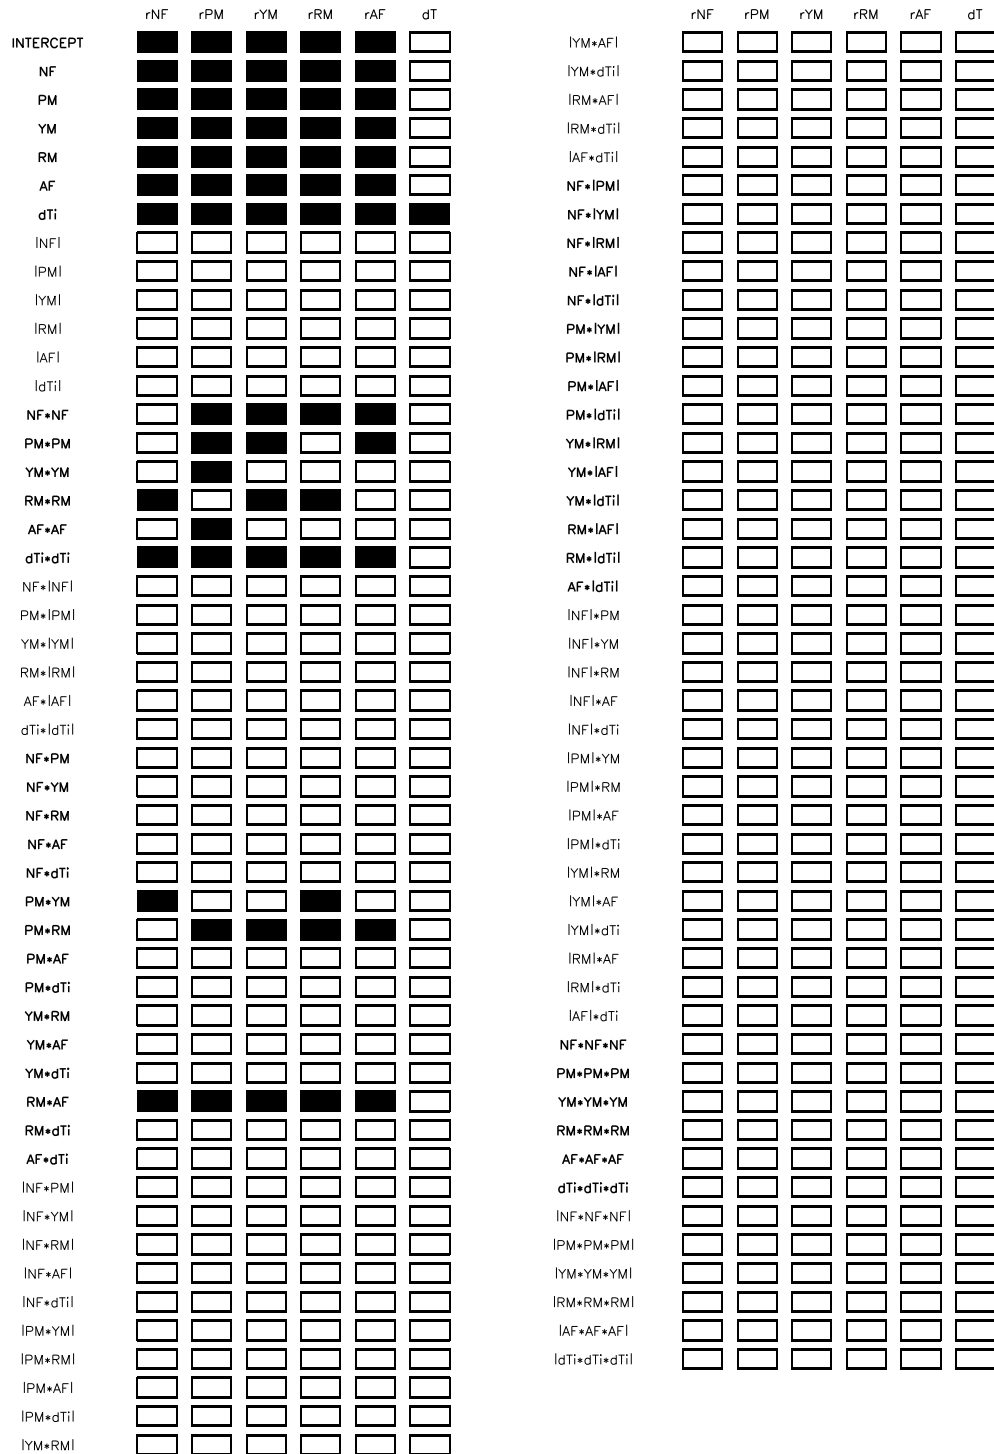 rNF rPM rYM rRM rAF dT
INTERCEPT
NF
PM
YM
RM
AF
dTi
|NF|
|PM|
|YM|
|RM|
|AF|
|dTi|
NF*NF
PM*PM
YM*YM
RM*RM
AF*AF
dTi*dTi
NF*|NF|
PM*|PM|
YM*|YM|
RM*|RM|
AF*|AF|
dTi*|dTi|
NF*PM
NF*YM
NF*RM
NF*AF
NF*dTi
PM*YM
PM*RM
PM*AF
PM*dTi
YM*RM
YM*AF
YM*dTi
RM*AF
RM*dTi
AF*dTi
|NF*PM|
|NF*YM|
|NF*RM|
|NF*AF|
|NF*dTi|
|PM*YM|
|PM*RM|
|PM*AF|
|PM*dTi|
|YM*RM|
rNF rPM rYM rRM rAF dT
|YM*AF|
|YM*dTi|
|RM*AF|
|RM*dTi|
|AF*dTi|
NF*|PM|
NF*|YM|
NF*|RM|
NF*|AF|
NF*|dTi|
PM*|YM|
PM*|RM|
PM*|AF|
PM*|dTi|
YM*|RM|
YM*|AF|
YM*|dTi|
RM*|AF|
RM*|dTi|
AF*|dTi|
|NF|*PM
|NF|*YM
|NF|*RM
|NF|*AF
|NF|*dTi
|PM|*YM
|PM|*RM
|PM|*AF
|PM|*dTi
|YM|*RM
|YM|*AF
|YM|*dTi
|RM|*AF
|RM|*dTi
|AF|*dTi
NF*NF*NF
PM*PM*PM
YM*YM*YM
RM*RM*RM
AF*AF*AF
dTi*dTi*dTi
|NF*NF*NF|
|PM*PM*PM|
|YM*YM*YM|
|RM*RM*RM|
|AF*AF*AF|
|dTi*dTi*dTi|